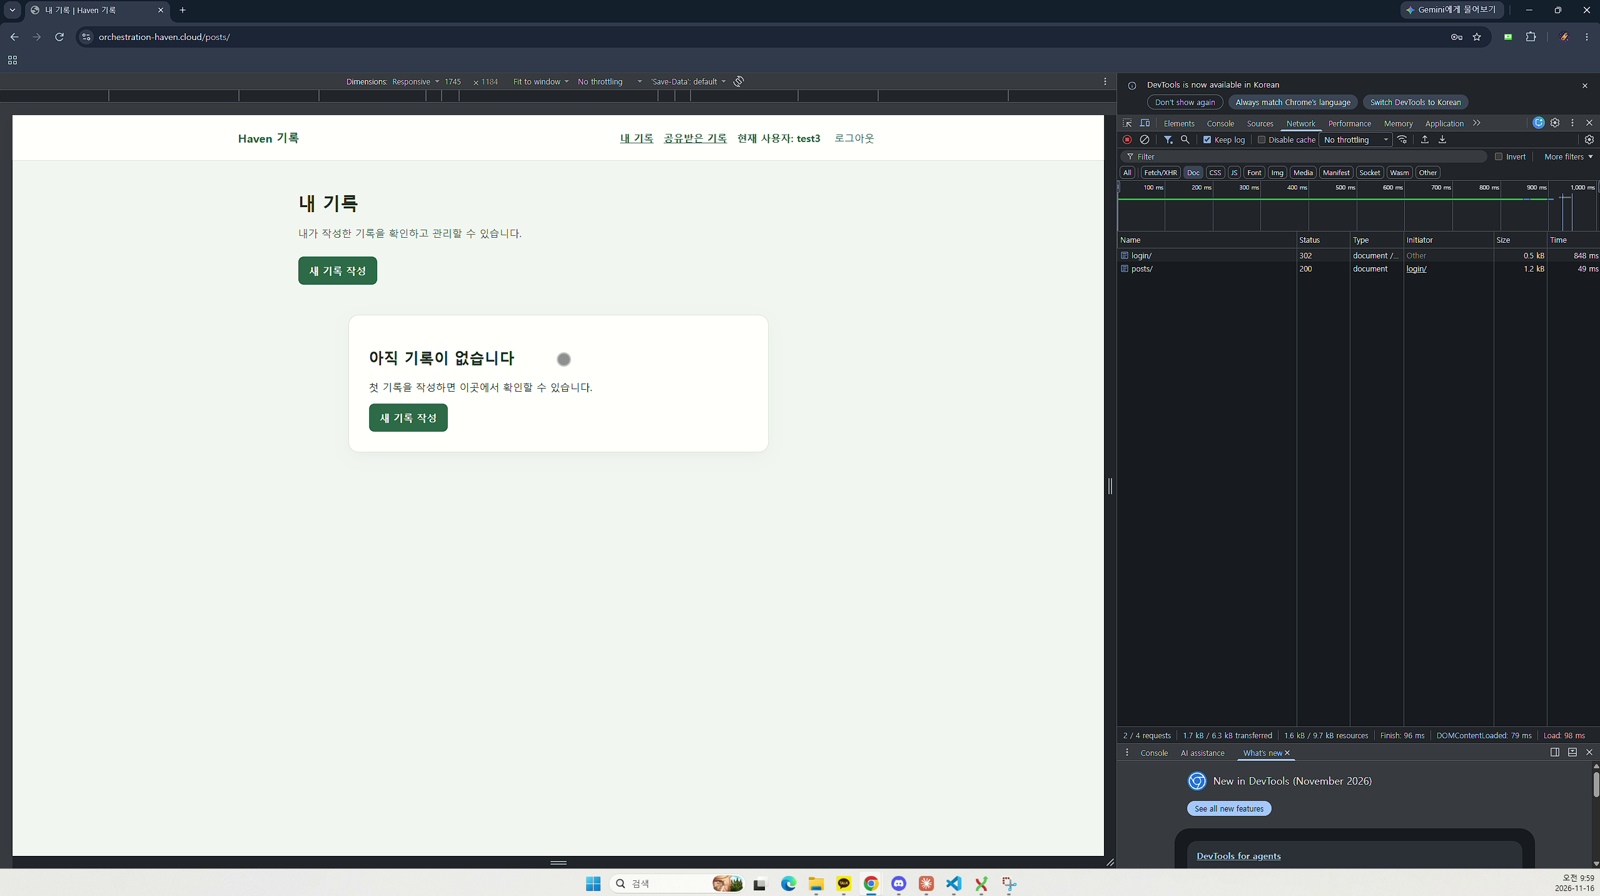 내 기록 | Haven 기록
Gemini에게 물어보기
orchestration-haven.cloud/posts/
Dimensions: Responsive 1745 × 1184 Fit to window No throttling 'Save-Data': default
Haven 기록
내 기록 공유받은 기록 현재 사용자: test3 로그아웃
내 기록
내가 작성한 기록을 확인하고 관리할 수 있습니다.
새 기록 작성
아직 기록이 없습니다
첫 기록을 작성하면 이곳에서 확인할 수 있습니다.
새 기록 작성
DevTools is now available in Korean
Don't show again Always match Chrome's language Switch DevTools to Korean
Elements Console Sources Network Performance Memory Application
Keep log Disable cache No throttling
Filter Invert More filters
All Fetch/XHR Doc CSS JS Font Img Media Manifest Socket Wasm Other
100 ms 200 ms 300 ms 400 ms 500 ms 600 ms 700 ms 800 ms 900 ms 1,000 ms
Name Status Type Initiator Size Time
login/ 302 document /... Other 0.5 kB 848 ms
posts/ 200 document login/ 1.2 kB 49 ms
2 / 4 requests 1.7 kB / 6.3 kB transferred 1.6 kB / 9.7 kB resources Finish: 96 ms DOMContentLoaded: 79 ms Load: 98 ms
Console AI assistance What's new
New in DevTools (November 2026)
See all new features
DevTools for agents
검색
오전 9:59
2026-11-16